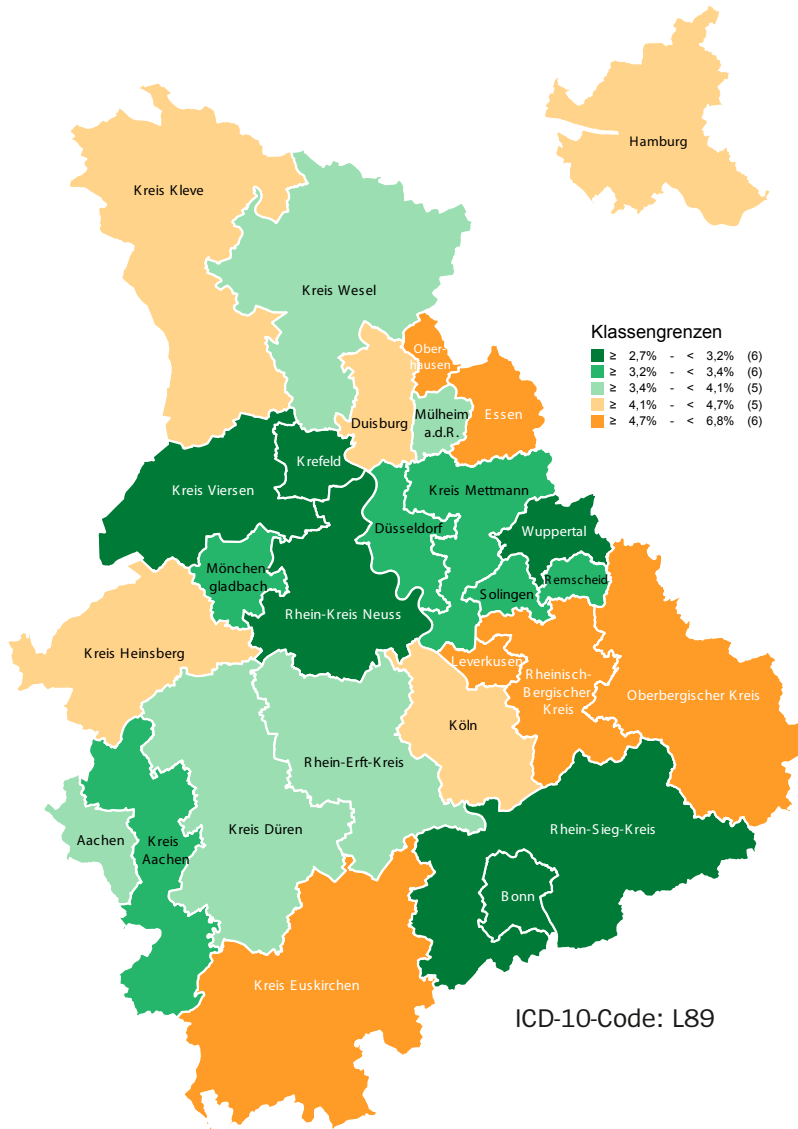 Hamburg
Kreis Kleve
Kreis Wesel
Klassengrenzen
≥ 2,7% - < 3,2% (6)
≥ 3,2% - < 3,4% (6)
≥ 3,4% - < 4,1% (5)
≥ 4,1% - < 4,7% (5)
≥ 4,7% - < 6,8% (6)
Ober-
hausen
Duisburg
Mülheim
a.d.R.
Essen
Krefeld
Kreis Viersen
Kreis Mettmann
Düsseldorf
Wuppertal
Mönchen
gladbach
Solingen
Remscheid
Rhein-Kreis Neuss
Kreis Heinsberg
Leverkusen
Rheinisch-
Bergischer
Kreis
Oberbergischer Kreis
Köln
Rhein-Erft-Kreis
Aachen
Kreis
Aachen
Kreis Düren
Rhein-Sieg-Kreis
Bonn
Kreis Euskirchen
ICD-10-Code: L89